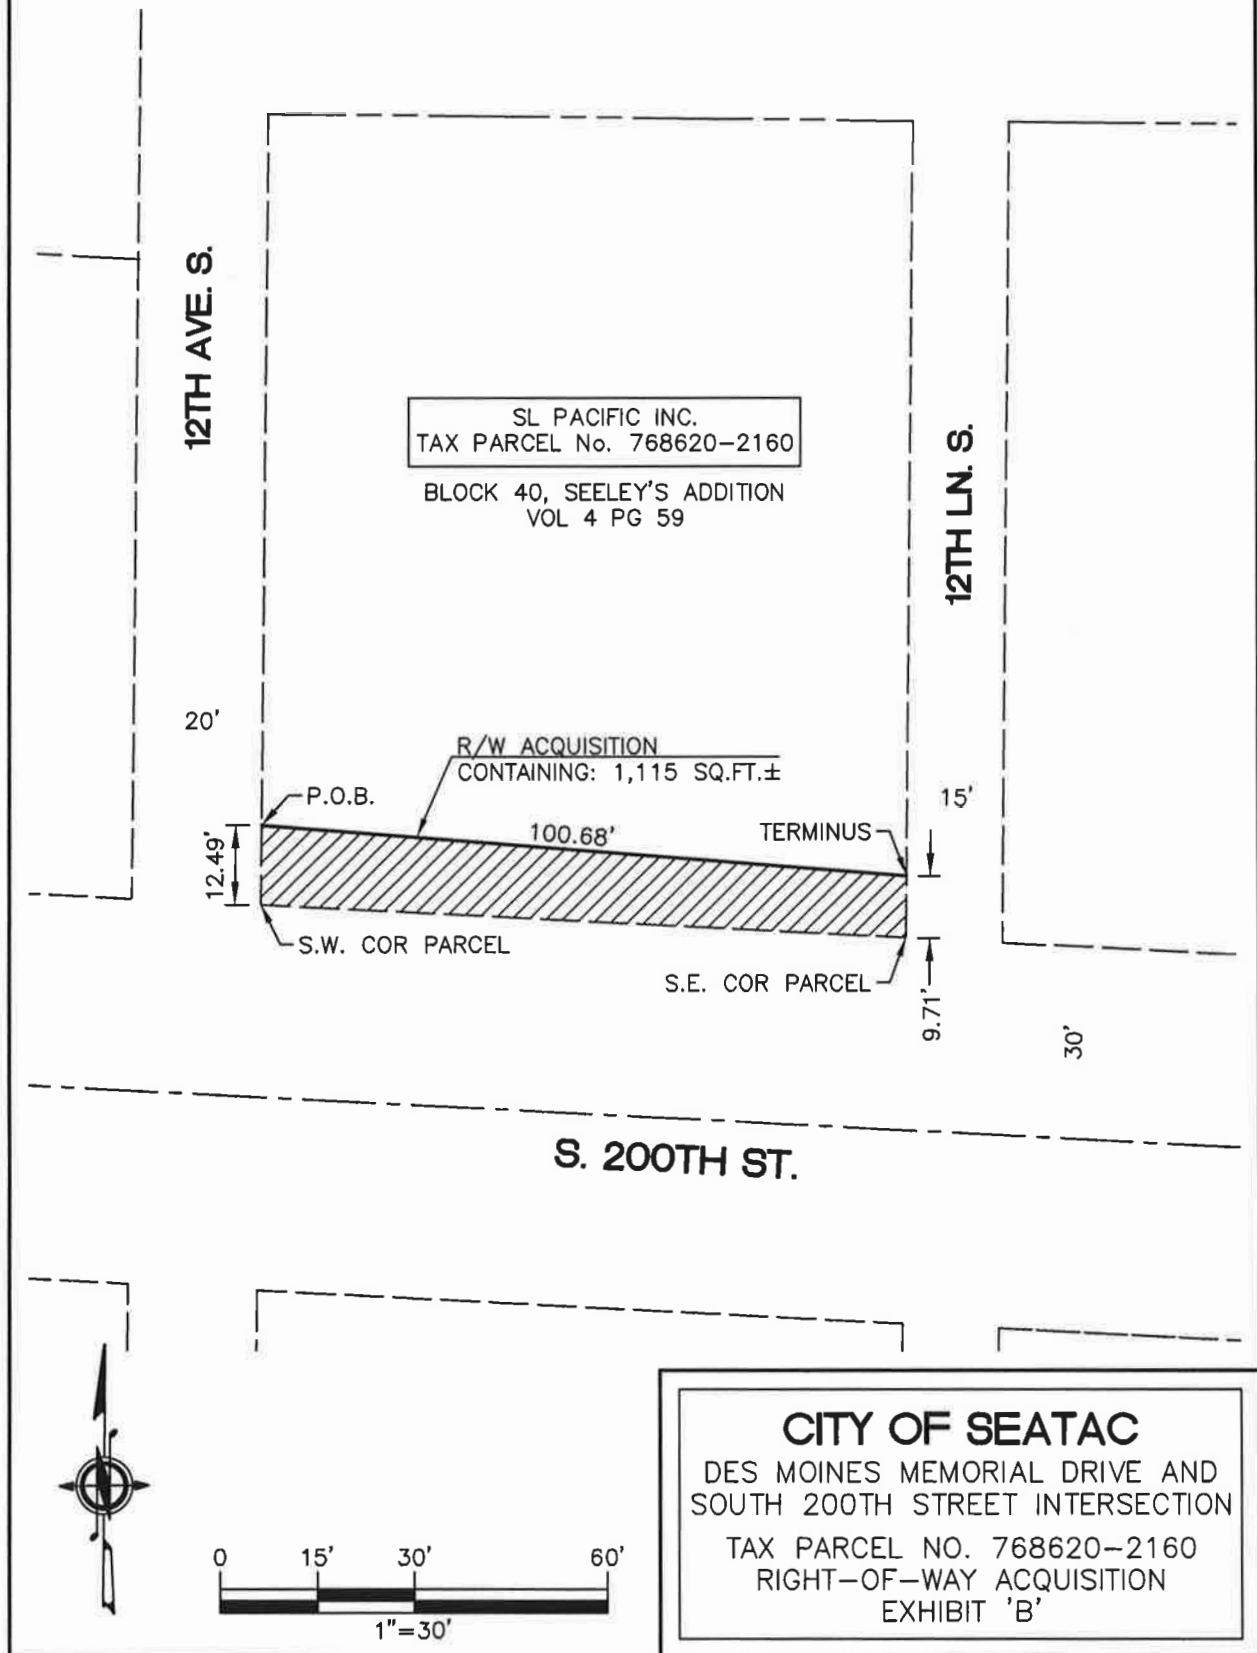 12TH AVE. S.
SL PACIFIC INC.
TAX PARCEL No. 768620-2160
BLOCK 40, SEELEY'S ADDITION
VOL 4 PG 59
12TH LN. S.
20'
R/W ACQUISITION
CONTAINING: 1,115 SQ.FT.±
P.O.B.
15'
100.68'
TERMINUS
12.49'
S.W. COR PARCEL
S.E. COR PARCEL
9.71'
30'
S. 200TH ST.
0 15' 30' 60'
1"=30'
CITY OF SEATAC
DES MOINES MEMORIAL DRIVE AND
SOUTH 200TH STREET INTERSECTION
TAX PARCEL NO. 768620-2160
RIGHT-OF-WAY ACQUISITION
EXHIBIT 'B'